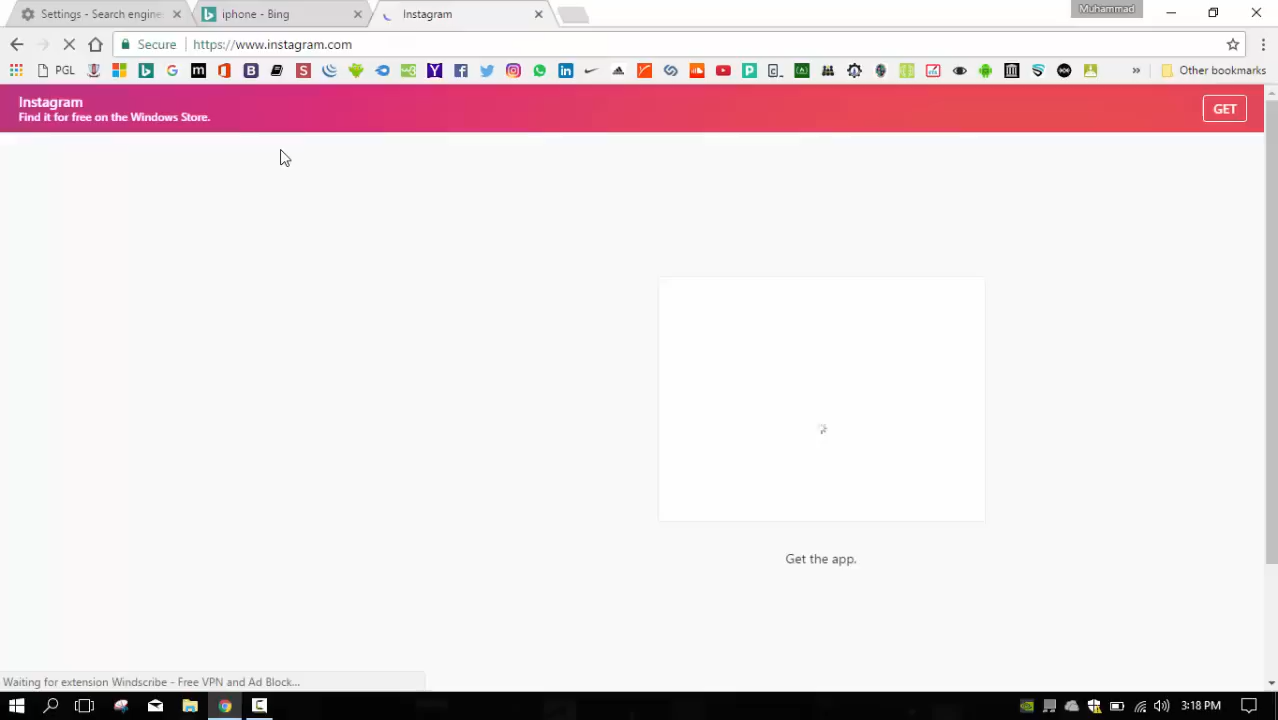 Settings - Search engine
iphone - Bing
Instagram
Muhammad
Secure
https://www.instagram.com
PGL
Other bookmarks
Instagram
Find it for free on the Windows Store.
GET
Get the app.
Waiting for extension Windscribe - Free VPN and Ad Block...
3:18 PM